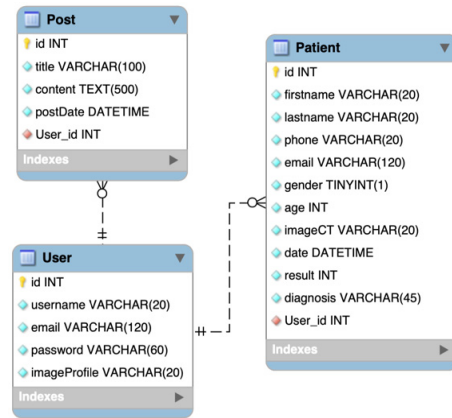 Post
id INT
title VARCHAR(100)
content TEXT(500)
postDate DATETIME
User_id INT
Indexes
Patient
id INT
firstname VARCHAR(20)
lastname VARCHAR(20)
phone VARCHAR(20)
email VARCHAR(120)
gender TINYINT(1)
age INT
imageCT VARCHAR(20)
date DATETIME
result INT
diagnosis VARCHAR(45)
User_id INT
Indexes
User
id INT
username VARCHAR(20)
email VARCHAR(120)
password VARCHAR(60)
imageProfile VARCHAR(20)
Indexes